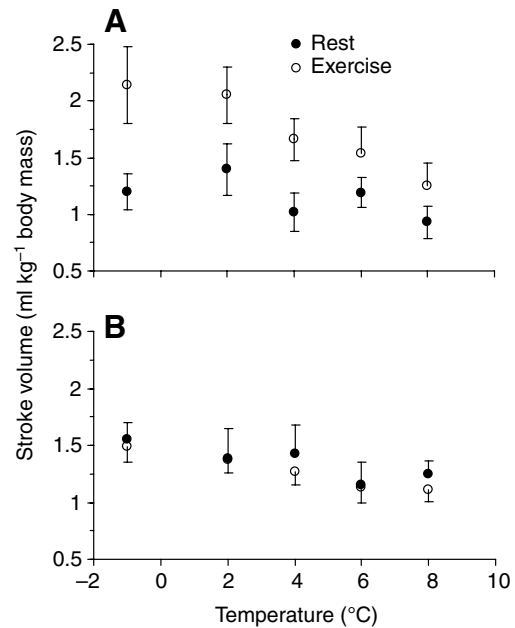 A
● Rest
○ Exercise
2.5
2
1.5
1
0.5
B
2.5
2
1.5
1
0.5
–2 0 2 4 6 8 10
Temperature (°C)
Stroke volume (ml kg⁻¹ body mass)